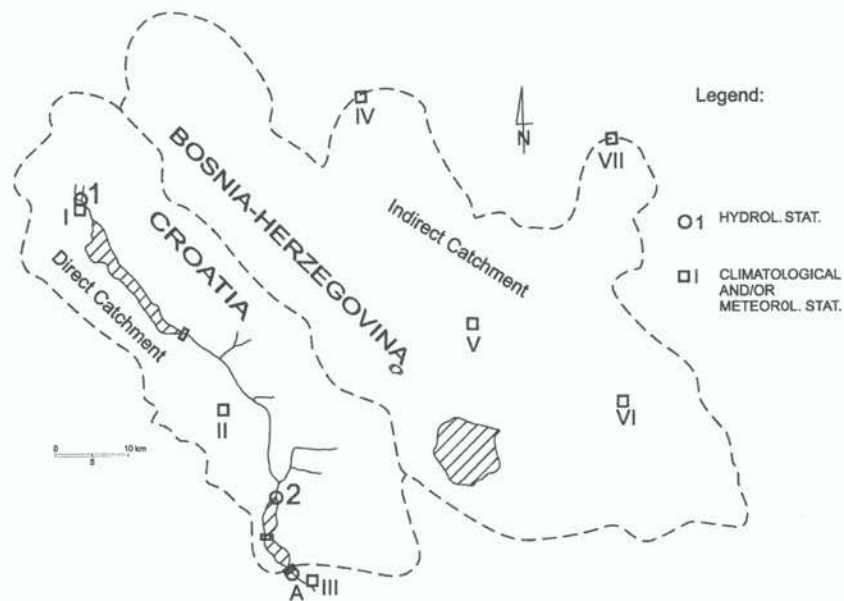 IV
N
Legend:
VII
BOSNIA-HERZEGOVINA
1
I
CROATIA
Indirect Catchment
1 HYDROL. STAT.
Direct Catchment
I CLIMATOLOGICAL
AND/OR
METEOROL. STAT.
V
VI
II
0 10 km
5
2
A
III